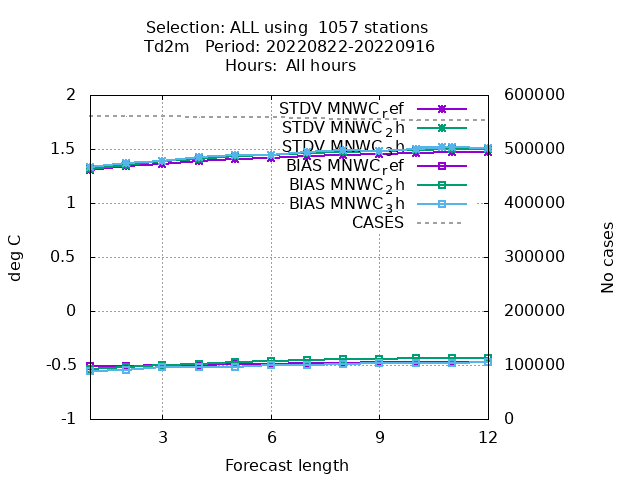 Selection: ALL using  1057 stations
Td2m   Period: 20220822-20220916
Hours:  All hours
2
1.5
1
0.5
0
-0.5
-1
600000
500000
400000
300000
200000
100000
0
deg C
No cases
STDV MNWC_ref
STDV MNWC_2h
STDV MNWC_3h
BIAS MNWC_ref
BIAS MNWC_2h
BIAS MNWC_3h
CASES
3
6
9
12
Forecast length